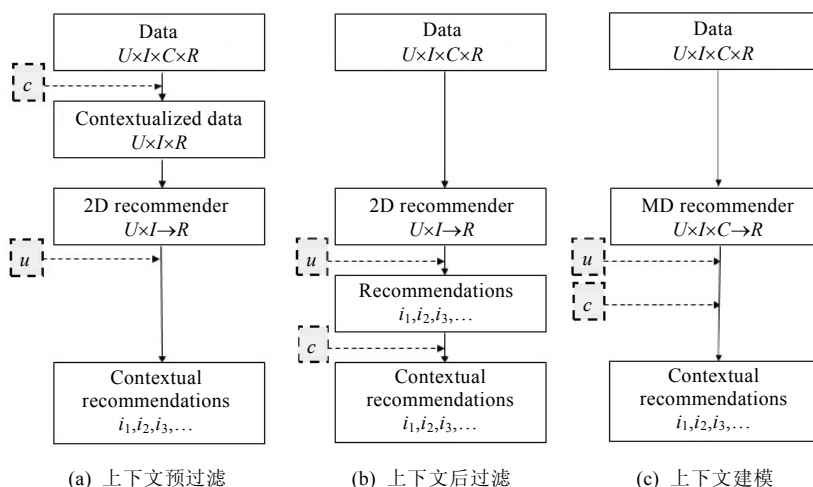 Data
U×I×C×R
c
Contextualized data
U×I×R
2D recommender
U×I→R
u
Contextual
recommendations
i₁,i₂,i₃,…
(a) 上下文预过滤
Data
U×I×C×R
2D recommender
U×I→R
u
Recommendations
i₁,i₂,i₃,…
c
Contextual
recommendations
i₁,i₂,i₃,…
(b) 上下文后过滤
Data
U×I×C×R
MD recommender
U×I×C→R
u
c
Contextual
recommendations
i₁,i₂,i₃,…
(c) 上下文建模